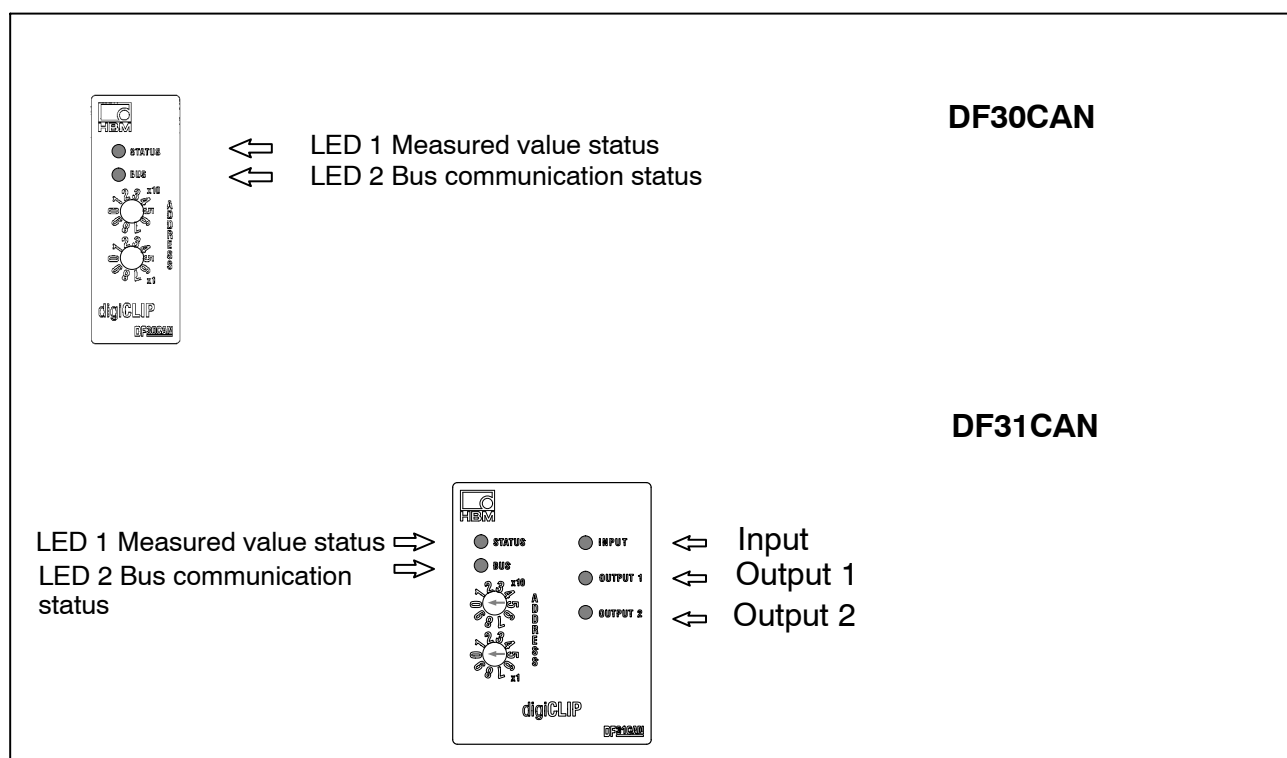 DF30CAN
HBM
STATUS
BUS
LED 1 Measured value status
LED 2 Bus communication status
x10
ADDRESS
x1
digiCLIP
DF30CAN
DF31CAN
LED 1 Measured value status
LED 2 Bus communication
status
HBM
STATUS
BUS
INPUT
OUTPUT 1
OUTPUT 2
Input
Output 1
Output 2
x10
ADDRESS
x1
digiCLIP
DF31CAN